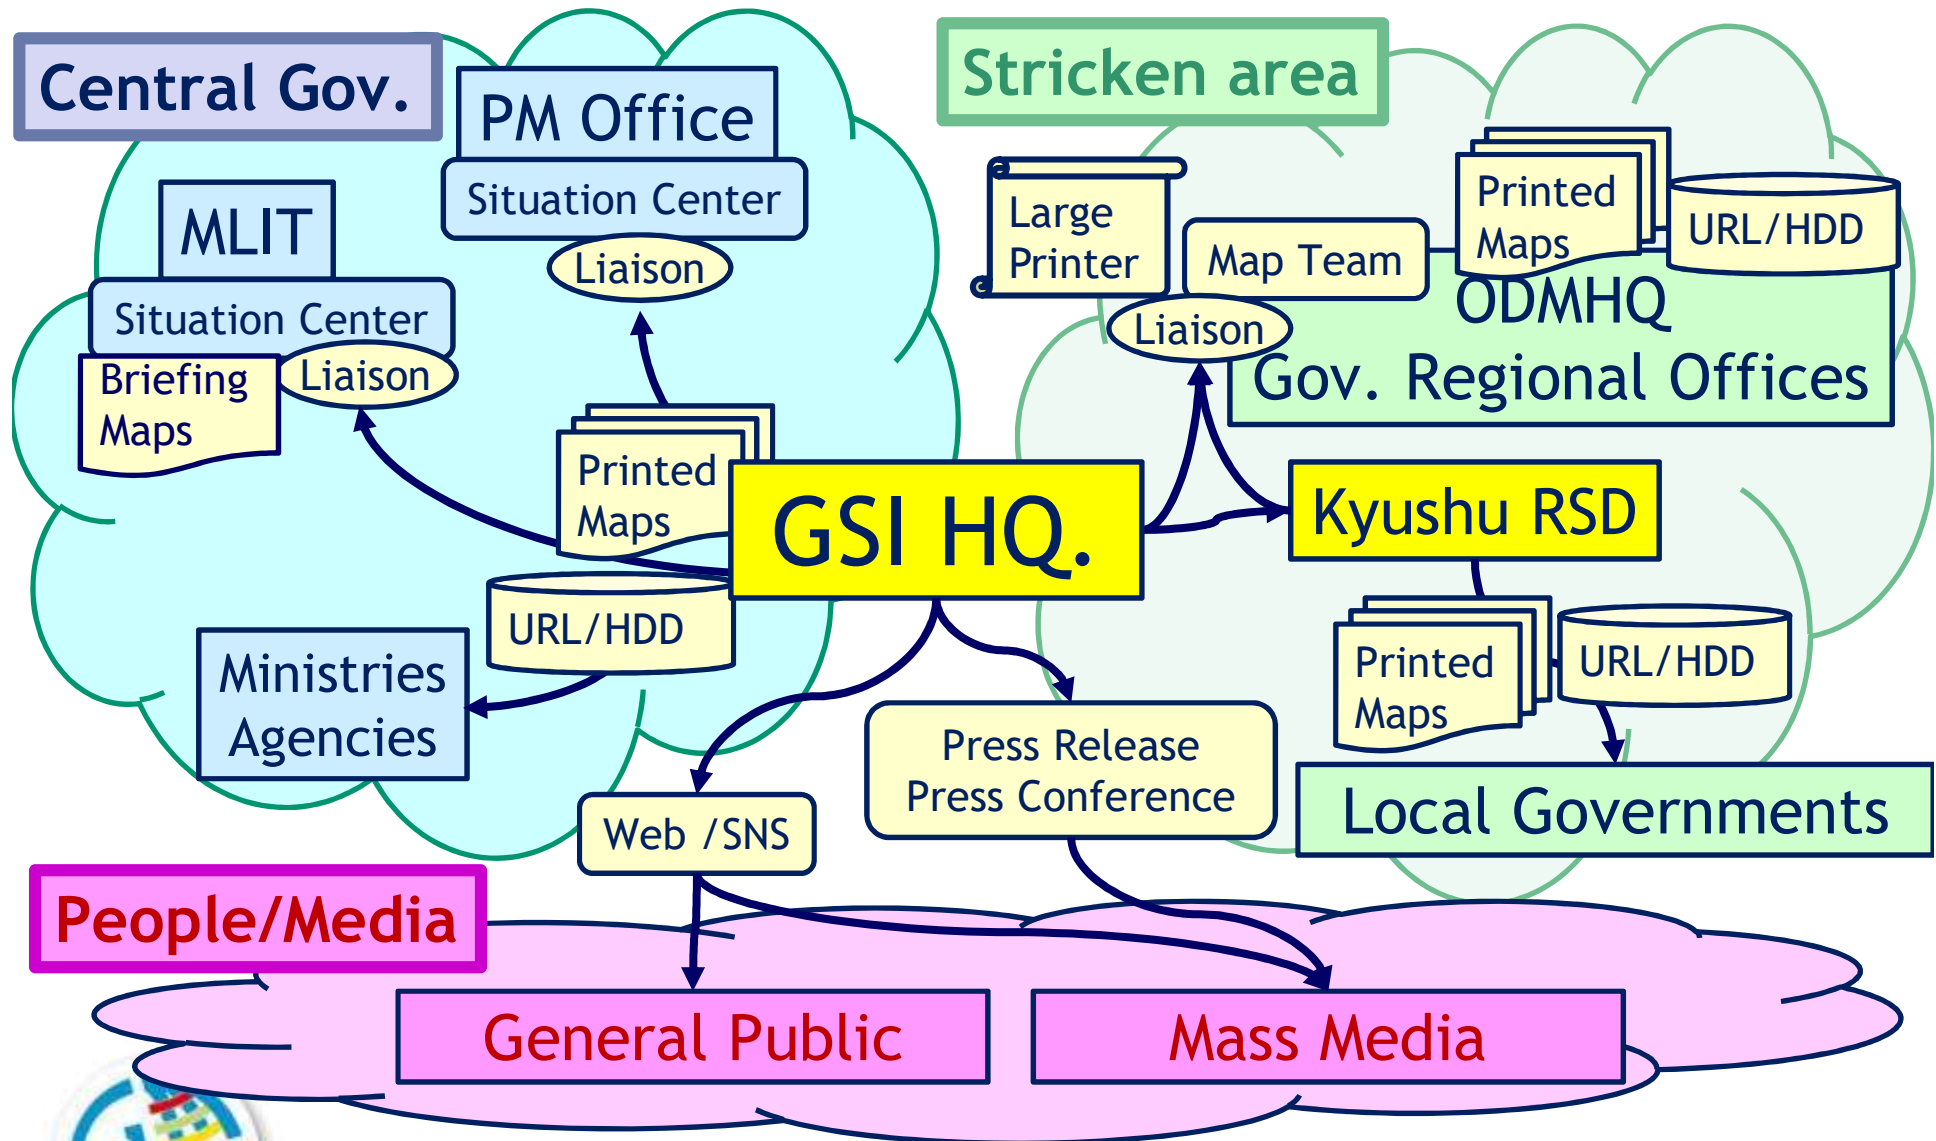 Central Gov.
PM Office
Situation Center
Liaison
MLIT
Situation Center
Briefing
Maps
Liaison
Printed
Maps
URL/HDD
Ministries
Agencies
GSI HQ.
Stricken area
Large
Printer
Map Team
Liaison
Printed
Maps
URL/HDD
ODMHQ
Gov. Regional Offices
Kyushu RSD
Printed
Maps
URL/HDD
Local Governments
Press Release
Press Conference
Web /SNS
People/Media
General Public
Mass Media